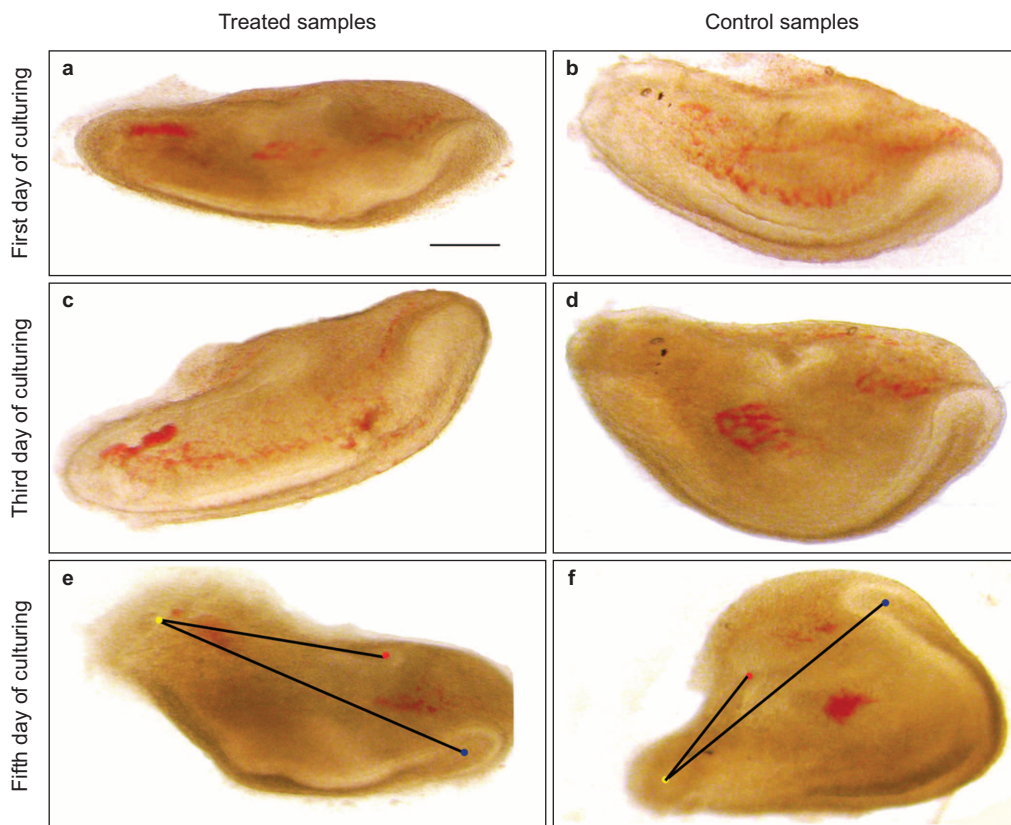 Treated samples
Control samples
First day of culturing
a
b
Third day of culturing
c
d
Fifth day of culturing
e
f